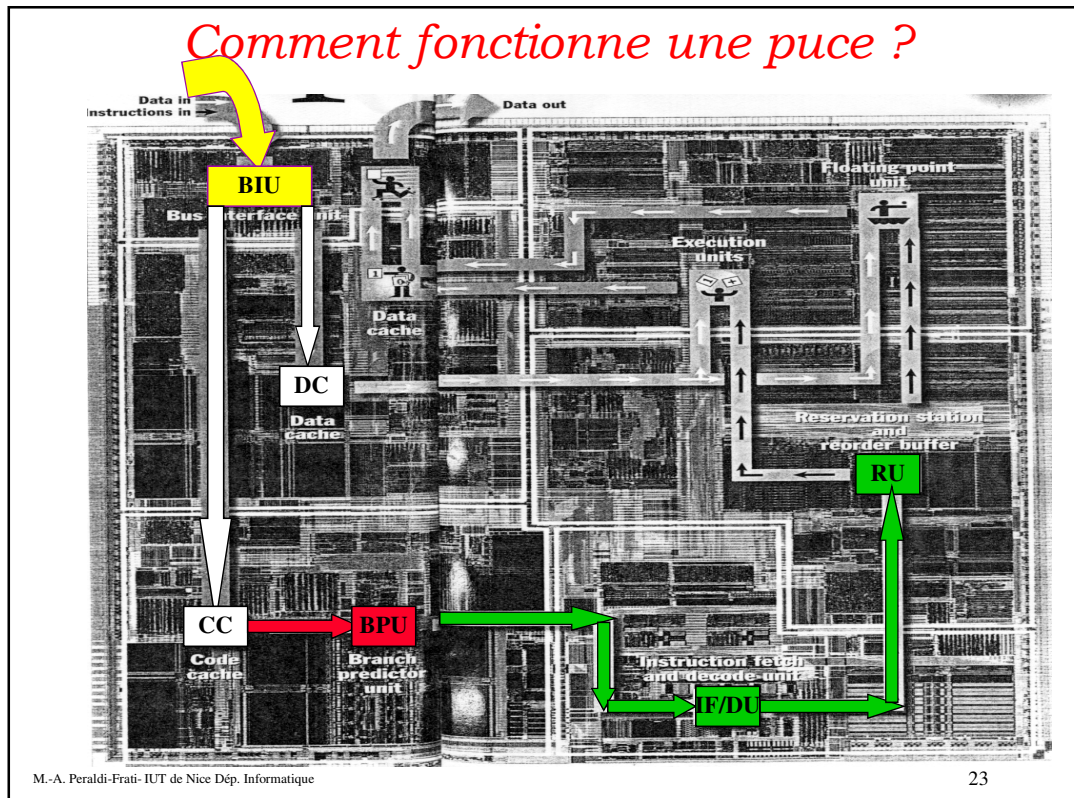 Comment fonctionne une puce ?
Data in
Instructions in
Data out
BIU
Bus interface unit
Floating point
unit
Execution
units
1
Data
cache
DC
Data
cache
Reservation station
and
reorder buffer
RU
CC
BPU
Code
cache
Branch
predictor
unit
Instruction fetch
and decode unit
IF/DU
M.-A. Peraldi-Frati- IUT de Nice Dép. Informatique
23